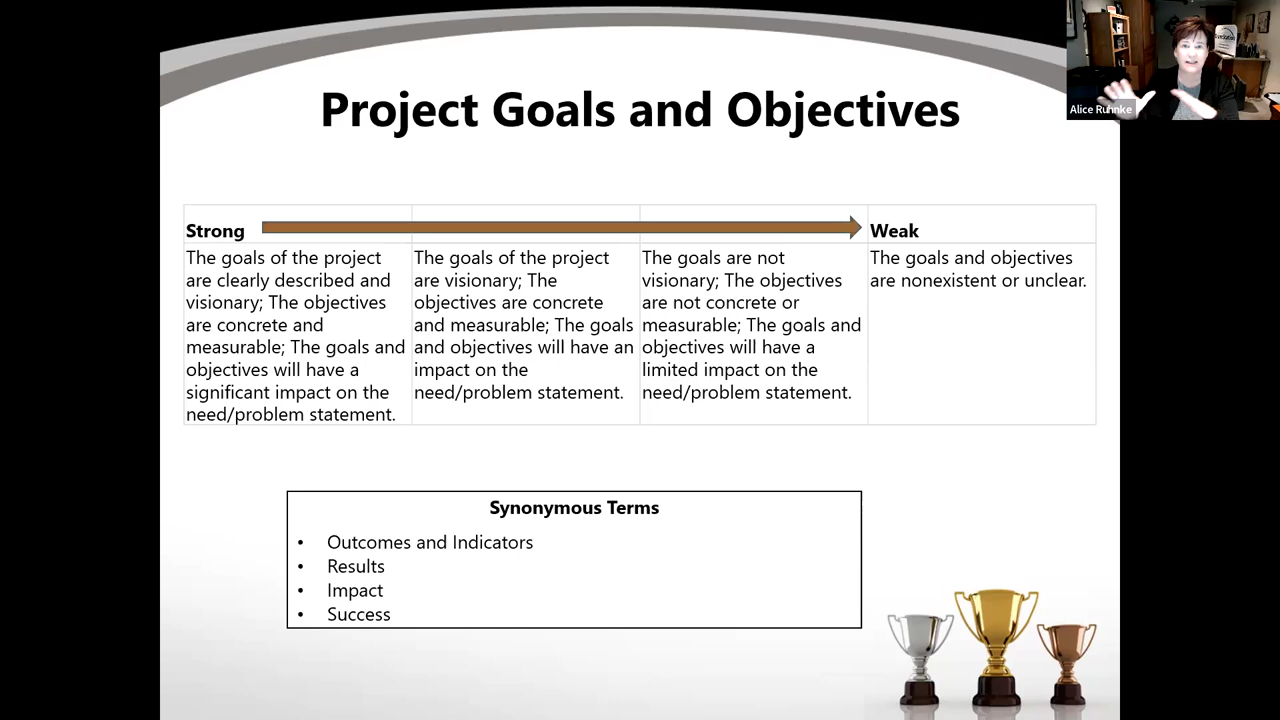 Project Goals and Objectives
Alice Ruhnke
Strong
Weak
The goals of the project
are clearly described and
visionary; The objectives
are concrete and
measurable; The goals and
objectives will have a
significant impact on the
need/problem statement.
The goals of the project
are visionary; The
objectives are concrete
and measurable; The goals
and objectives will have an
impact on the
need/problem statement.
The goals are not
visionary; The objectives
are not concrete or
measurable; The goals and
objectives will have a
limited impact on the
need/problem statement.
The goals and objectives
are nonexistent or unclear.
Synonymous Terms
• Outcomes and Indicators
• Results
• Impact
• Success